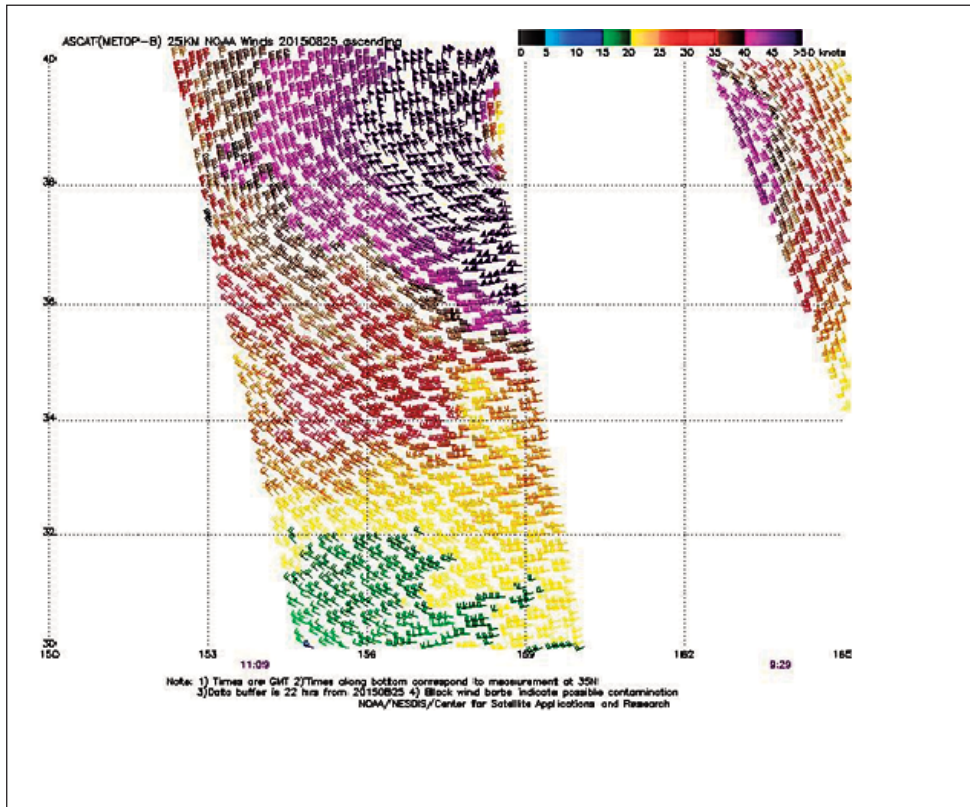 ASCAT(METOP-B) 25KM NOAA Winds 20150825 ascending
0 5 10 15 20 25 30 35 40 45 >50 knots
40
38
36
34
32
30
150 153 156 159 162 165
11:09 9:29
Note: 1) Times are GMT 2)Times along bottom correspond to measurement at 35N
3)Data buffer is 22 hrs from 20150825 4) Black wind barbs indicate possible contamination
NOAA/NESDIS/Center for Satellite Applications and Research